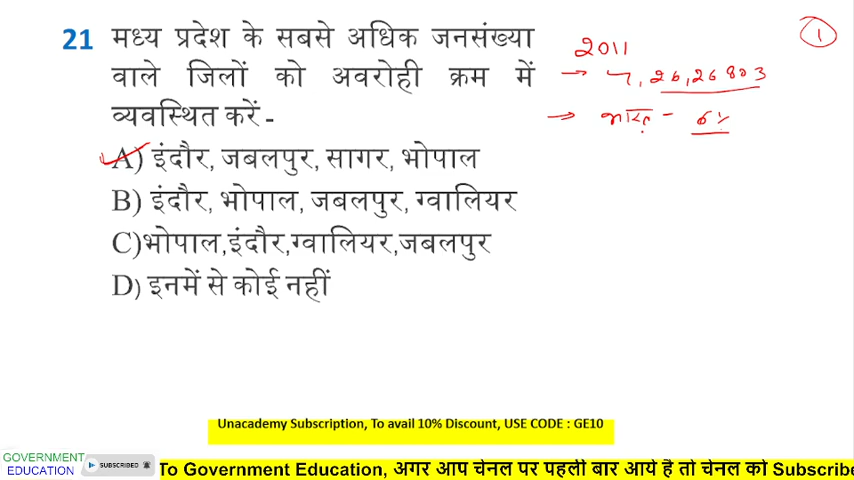 21 मध्य प्रदेश के सबसे अधिक जनसंख्या
वाले जिलों को अवरोही क्रम में
व्यवस्थित करें-
A) इंदौर, जबलपुर, सागर, भोपाल
B) इंदौर, भोपाल, जबलपुर, ग्वालियर
C)भोपाल,इंदौर,ग्वालियर,जबलपुर
D) इनमें से कोई नहीं
2011
→ 7,26,26803
→ भारत - 6%
1
Unacademy Subscription, To avail 10% Discount, USE CODE : GE10
GOVERNMENT
EDUCATION
SUBSCRIBED
To Government Education, अगर आप चेनल पर पहली बार आये है तो चेनल को Subscribe